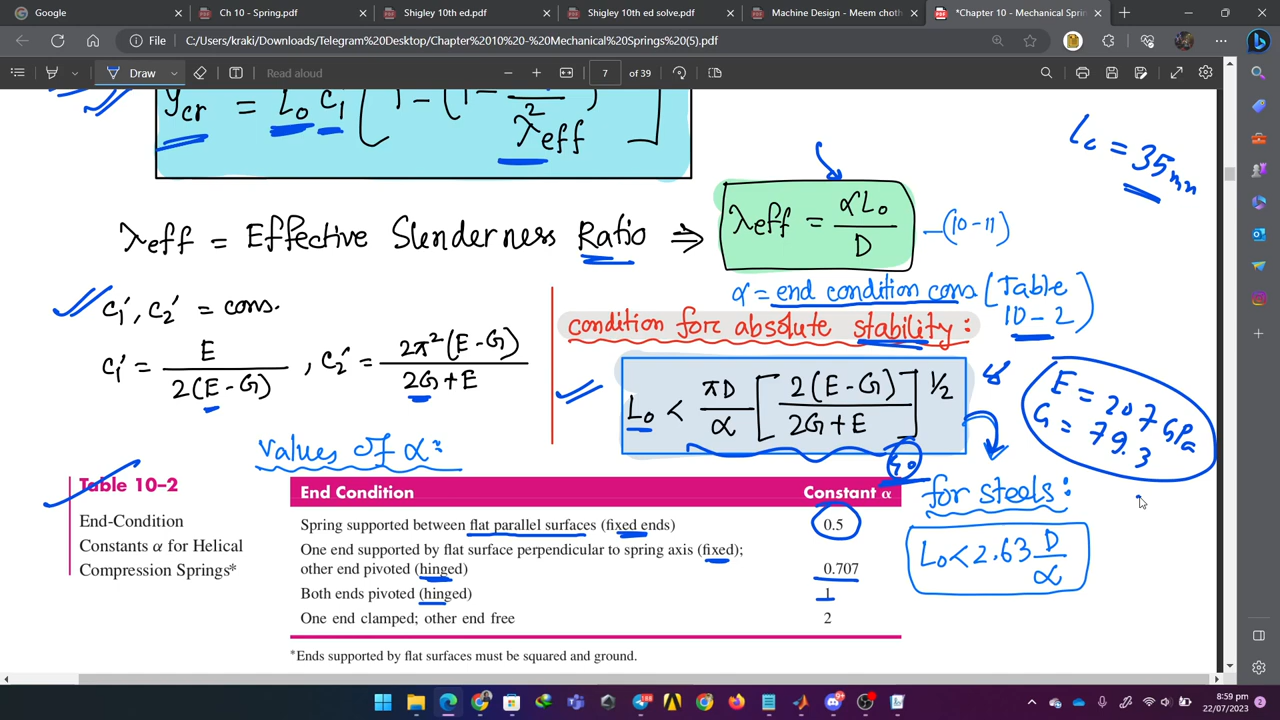 Google
Ch 10 - Spring.pdf
Shigley 10th ed.pdf
Shigley 10th ed solve.pdf
Machine Design - Meem choth
*Chapter 10 - Mechanical Sprin
File
C:/Users/kraki/Downloads/Telegram%20Desktop/Chapter%2010%20-%20Mechanical%20Springs%20(5).pdf
Draw
Read aloud
7 of 39
ycr = L₀ c₁'
λ²eff
Lc = 35mm
λeff = Effective Slenderness Ratio ⇒ λeff = αL₀/D —(10-11)
α = end condition cons. (Table 10-2)
c₁', c₂' = cons.
c₁' = E/2(E-G), c₂' = 2π²(E-G)/2G+E
condition for absolute stability:
L₀ < πD/α [2(E-G)/2G+E]^1/2
E = 207 GPa
G = 79.3
values of α:
40
for steels:
L₀ < 2.63 D/α
Table 10-2
End-Condition
Constants α for Helical
Compression Springs*
End Condition Constant α
Spring supported between flat parallel surfaces (fixed ends) 0.5
One end supported by flat surface perpendicular to spring axis (fixed);
other end pivoted (hinged) 0.707
Both ends pivoted (hinged) 1
One end clamped; other end free 2
*Ends supported by flat surfaces must be squared and ground.
8:59 pm
22/07/2023